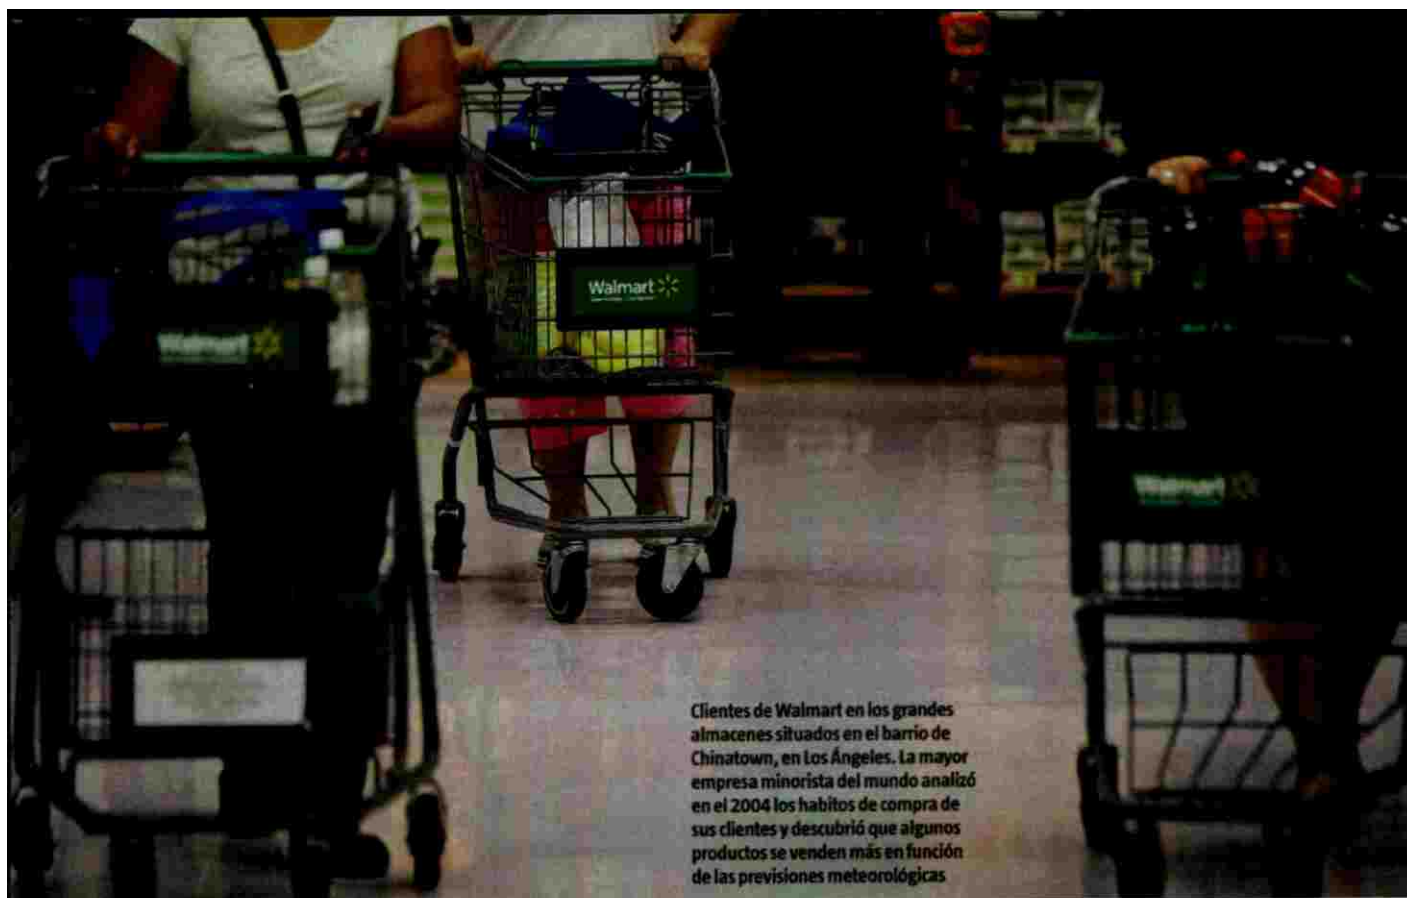 Walmart
Walmart
Walmart
Clientes de Walmart en los grandes
almacenes situados en el barrio de
Chinatown, en Los Ángeles. La mayor
empresa minorista del mundo analizó
en el 2004 los habitos de compra de
sus clientes y descubrió que algunos
productos se venden más en función
de las previsiones meteorológicas